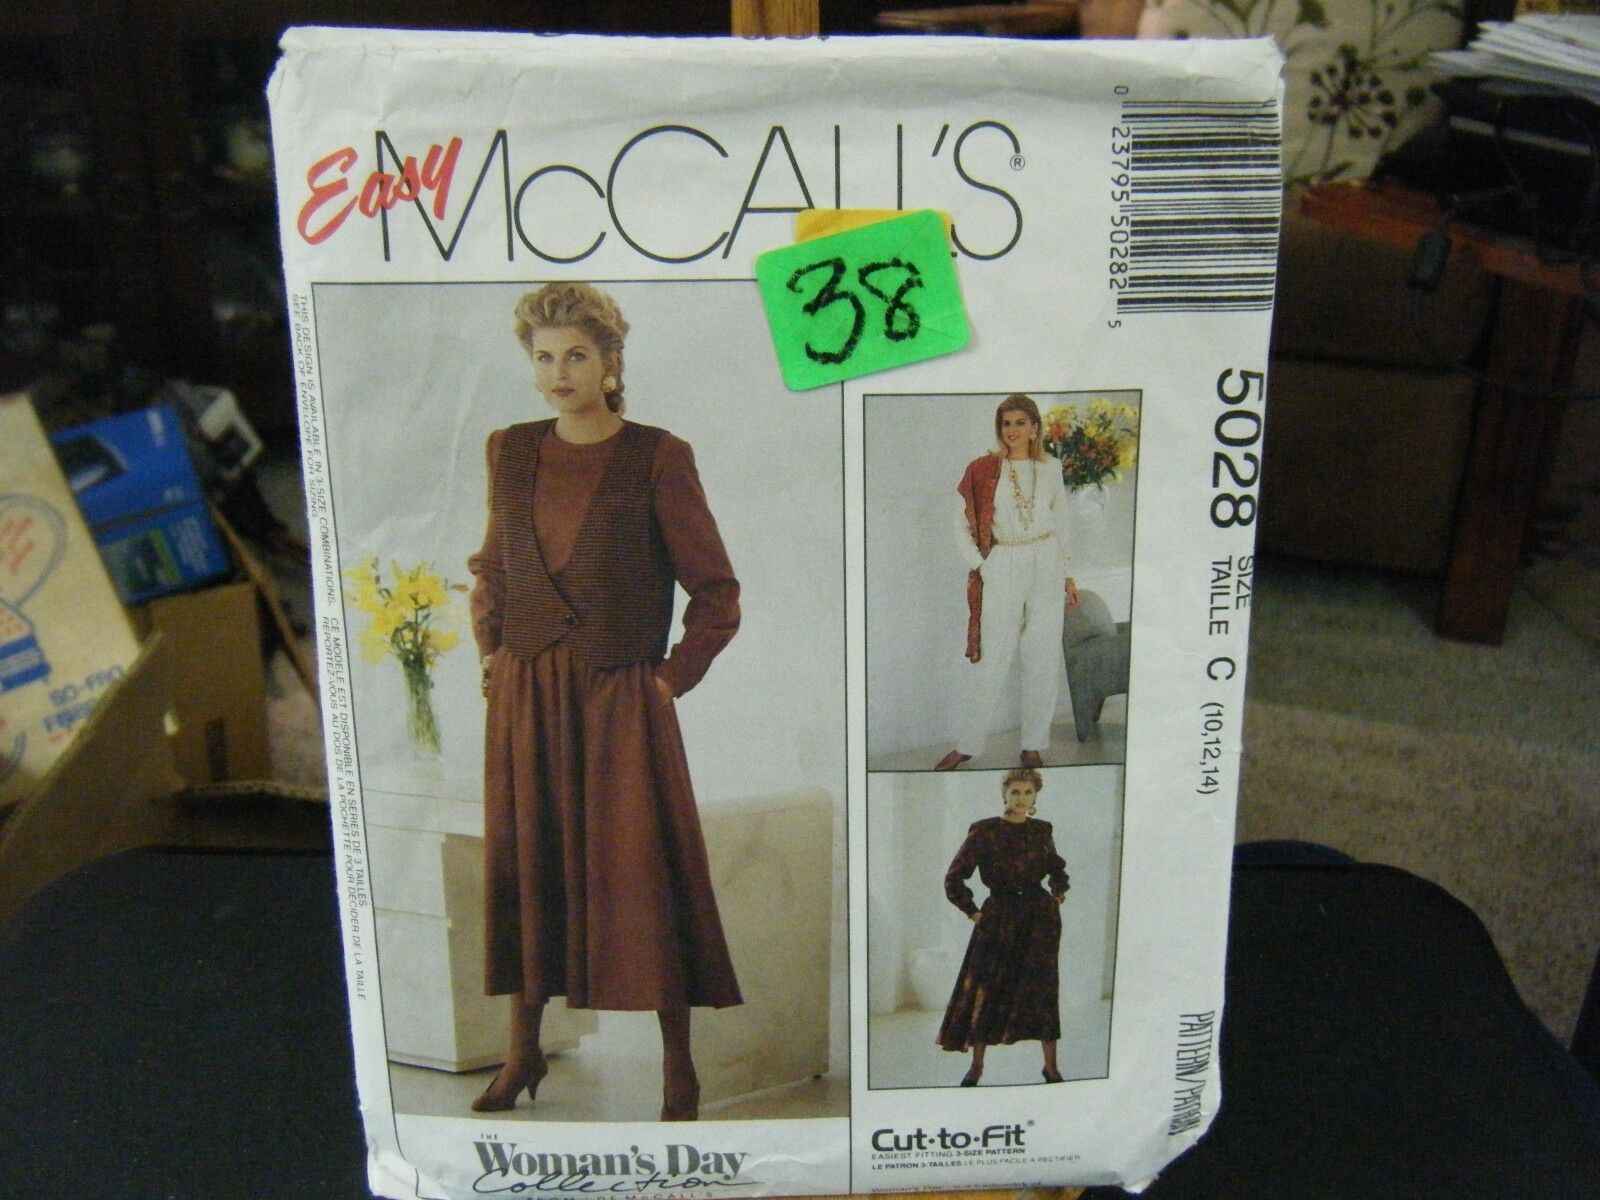 Easy McCALL'S®
38
0 23795 50282 5
5028 SIZE TAILLE C (10,12,14)
PATTERN/PATRON
THIS DESIGN IS AVAILABLE IN 3-SIZE COMBINATIONS. CE MODELE EST DISPONIBLE EN SERIES DE 3 TAILLES
SEE BACK OF ENVELOPE FOR SIZING. REPORTEZ-VOUS AU DOS DE LA POCHETTE POUR DECIDER DE LA TAILLE
THE
Woman's Day
Collection
FROM McCALL'S
Cut•to•Fit®
EASIEST FITTING 3-SIZE PATTERN
LE PATRON 3-TAILLES LE PLUS FACILE A RECTIFIER